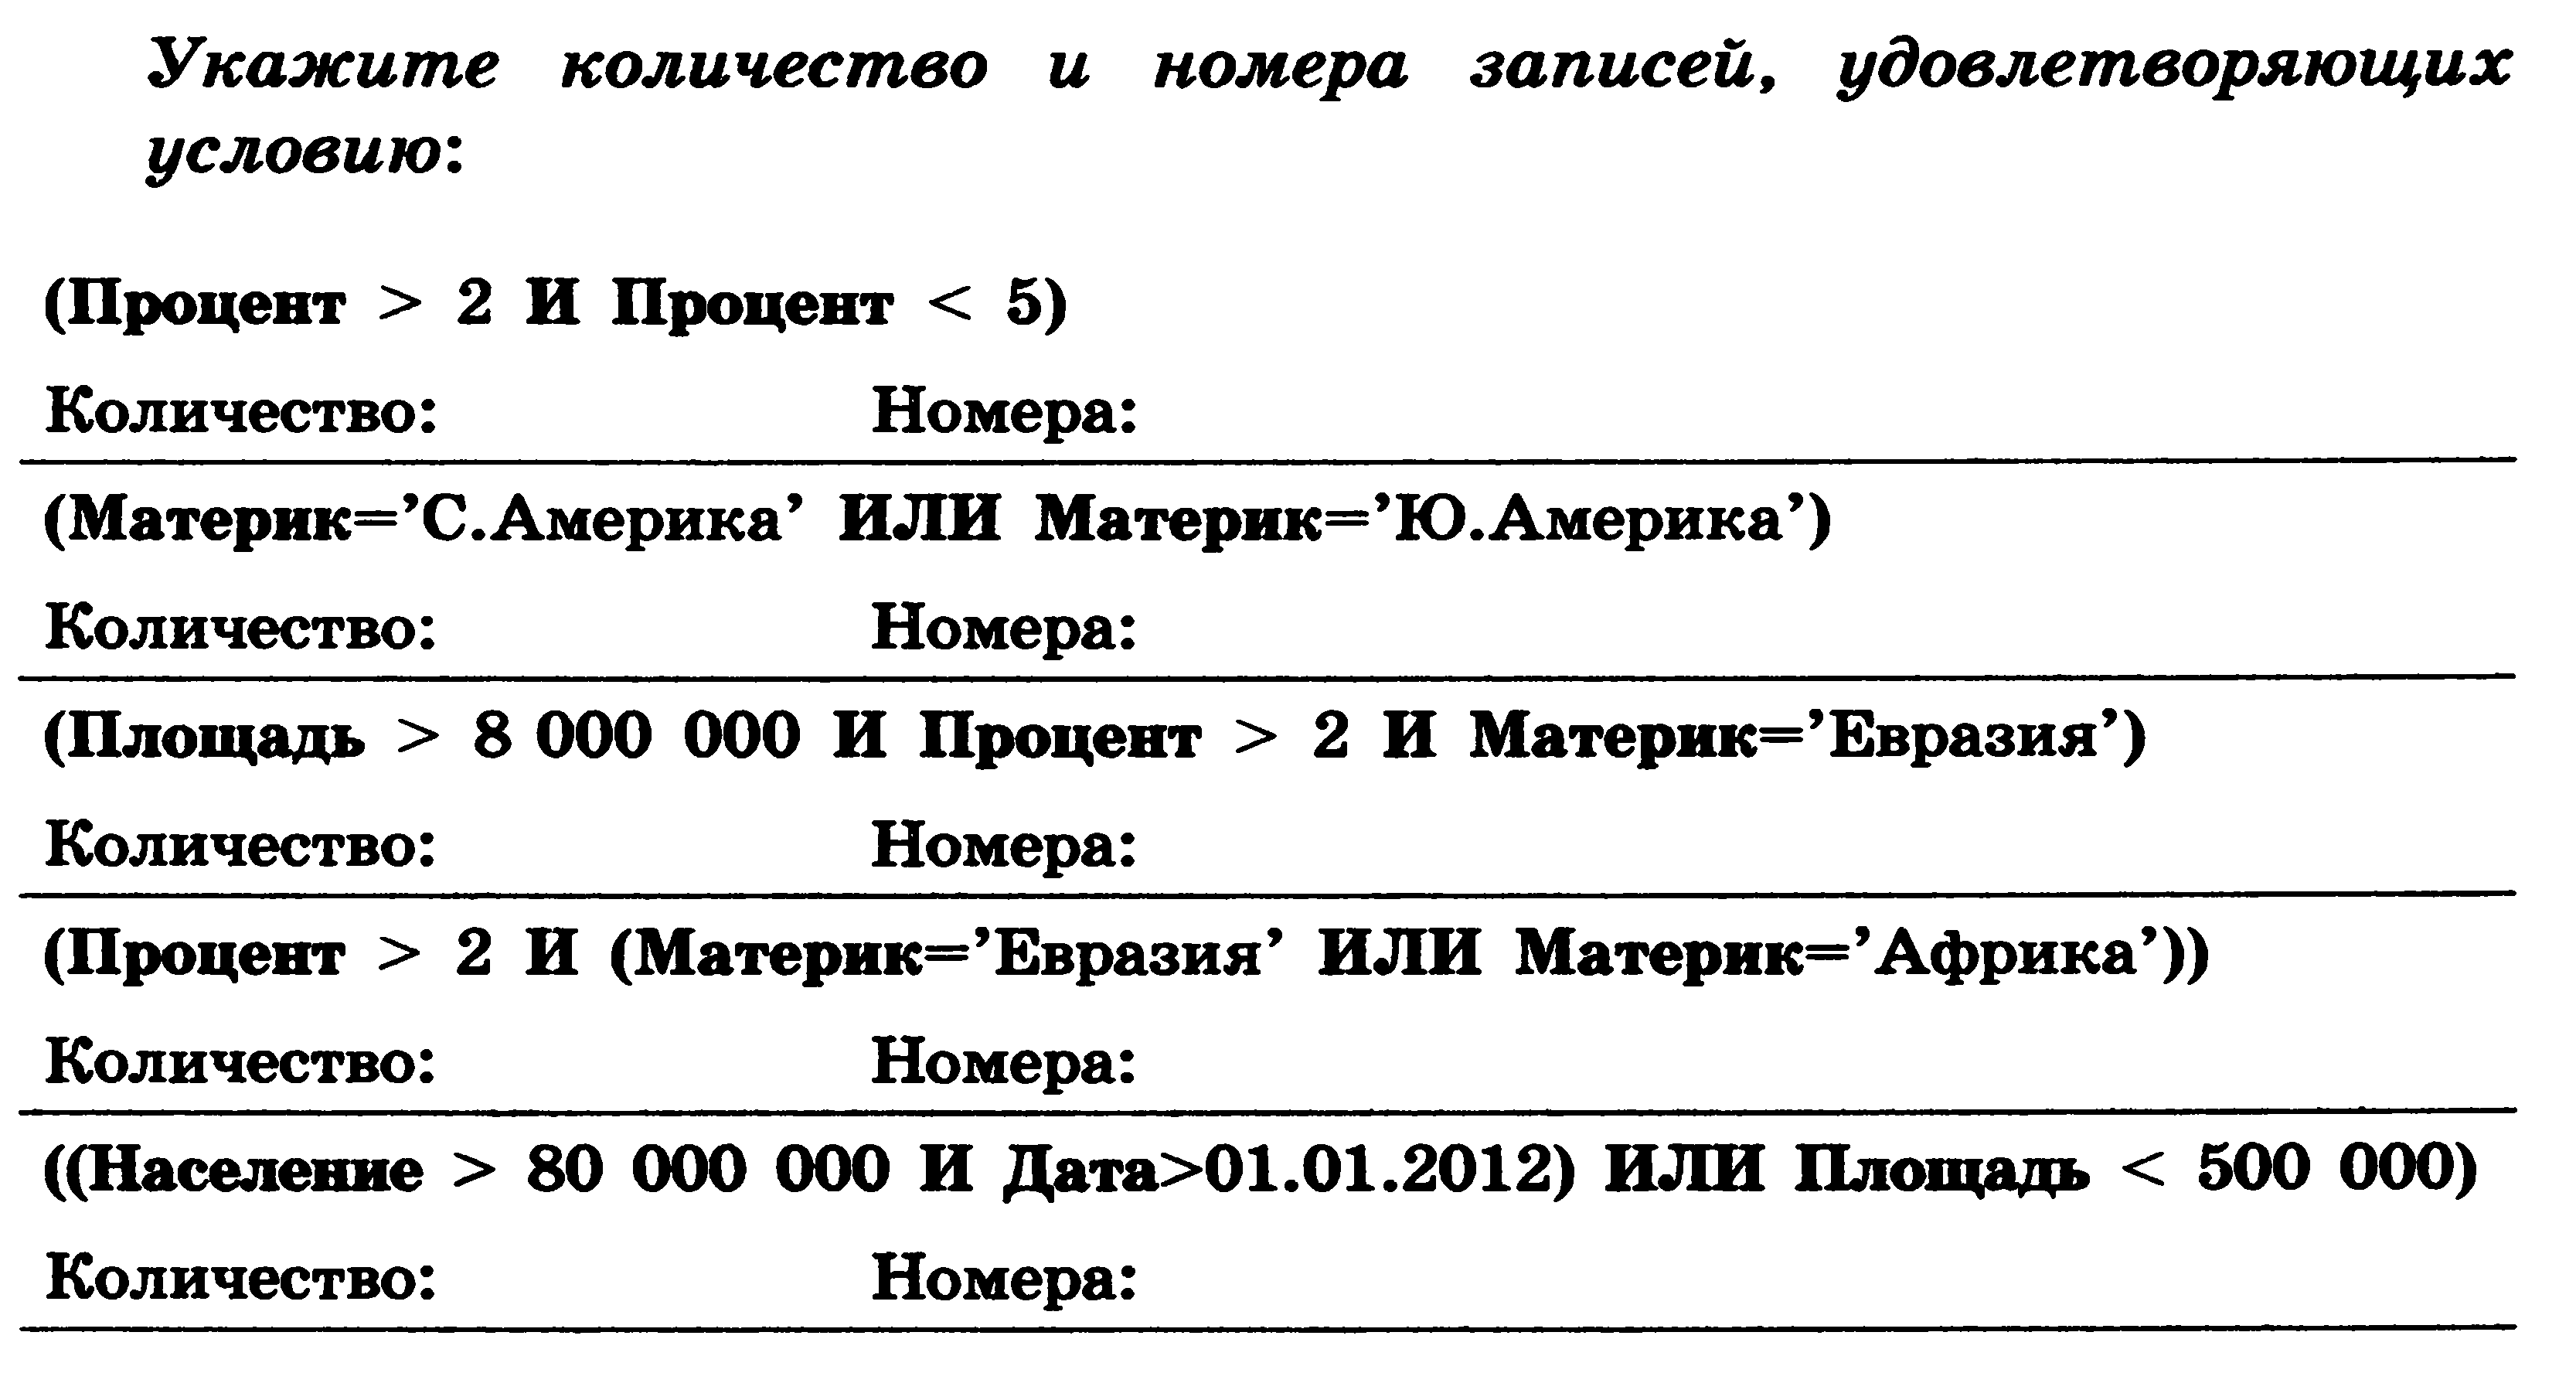 Укажите количество и номера записей, удовлетворяющих
условию:
(Процент > 2 И Процент < 5)
Количество: Номера:
(Материк=’С.Америка’ ИЛИ Материк=’Ю.Америка’)
Количество: Номера:
(Площадь > 8 000 000 И Процент > 2 И Материк=’Евразия’)
Количество: Номера:
(Процент > 2 И (Материк=’Евразия’ ИЛИ Материк=’Африка’))
Количество: Номера:
((Население > 80 000 000 И Дата>01.01.2012) ИЛИ Площадь < 500 000)
Количество: Номера: